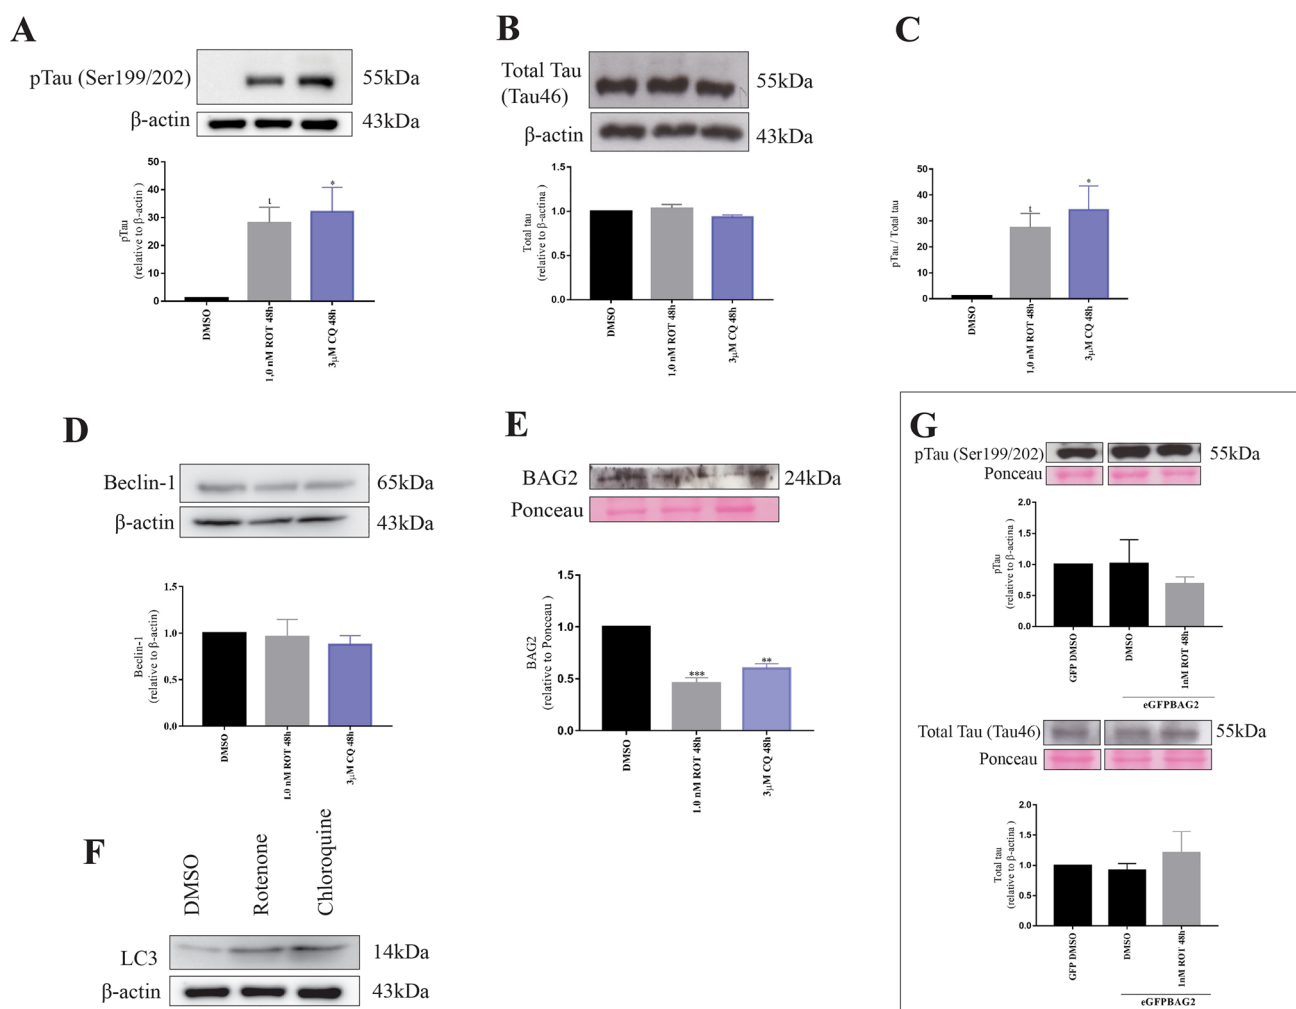 A
pTau (Ser199/202)
55kDa
β-actin
43kDa
50
40
30
20
10
0
pTau
(relative to β-actin )
t
*
DMSO
1,0 nM ROT 48h
3μM CQ 48h
B
Total Tau
(Tau46)
55kDa
β-actin
43kDa
1.5
1.0
0.5
0.0
Total tau
(relative to β-actina )
DMSO
1,0 nM ROT 48h
3μM CQ 48h
C
50
40
30
20
10
0
pTau / Total tau
t
*
DMSO
1,0 nM ROT 48h
3μM CQ 48h
D
Beclin-1
65kDa
β-actin
43kDa
1.5
1.0
0.5
0.0
Beclin-1
(relative to β-actin)
DMSO
1.0 nM ROT 48h
3μM CQ 48h
E
BAG2
24kDa
Ponceau
1.5
1.0
0.5
0.0
BAG2
(relative to Ponceau )
***
**
DMSO
1.0 nM ROT 48h
3μM CQ 48h
F
DMSO
Rotenone
Chloroquine
LC3
14kDa
β-actin
43kDa
G
pTau (Ser199/202)
55kDa
Ponceau
2.0
1.5
1.0
0.5
0.0
pTau
(relative to β-actina )
GFP DMSO
DMSO
1nM ROT 48h
eGFPBAG2
Total Tau (Tau46)
55kDa
Ponceau
2.0
1.5
1.0
0.5
0.0
Total tau
(relative to β-actina )
GFP DMSO
DMSO
1nM ROT 48h
eGFPBAG2